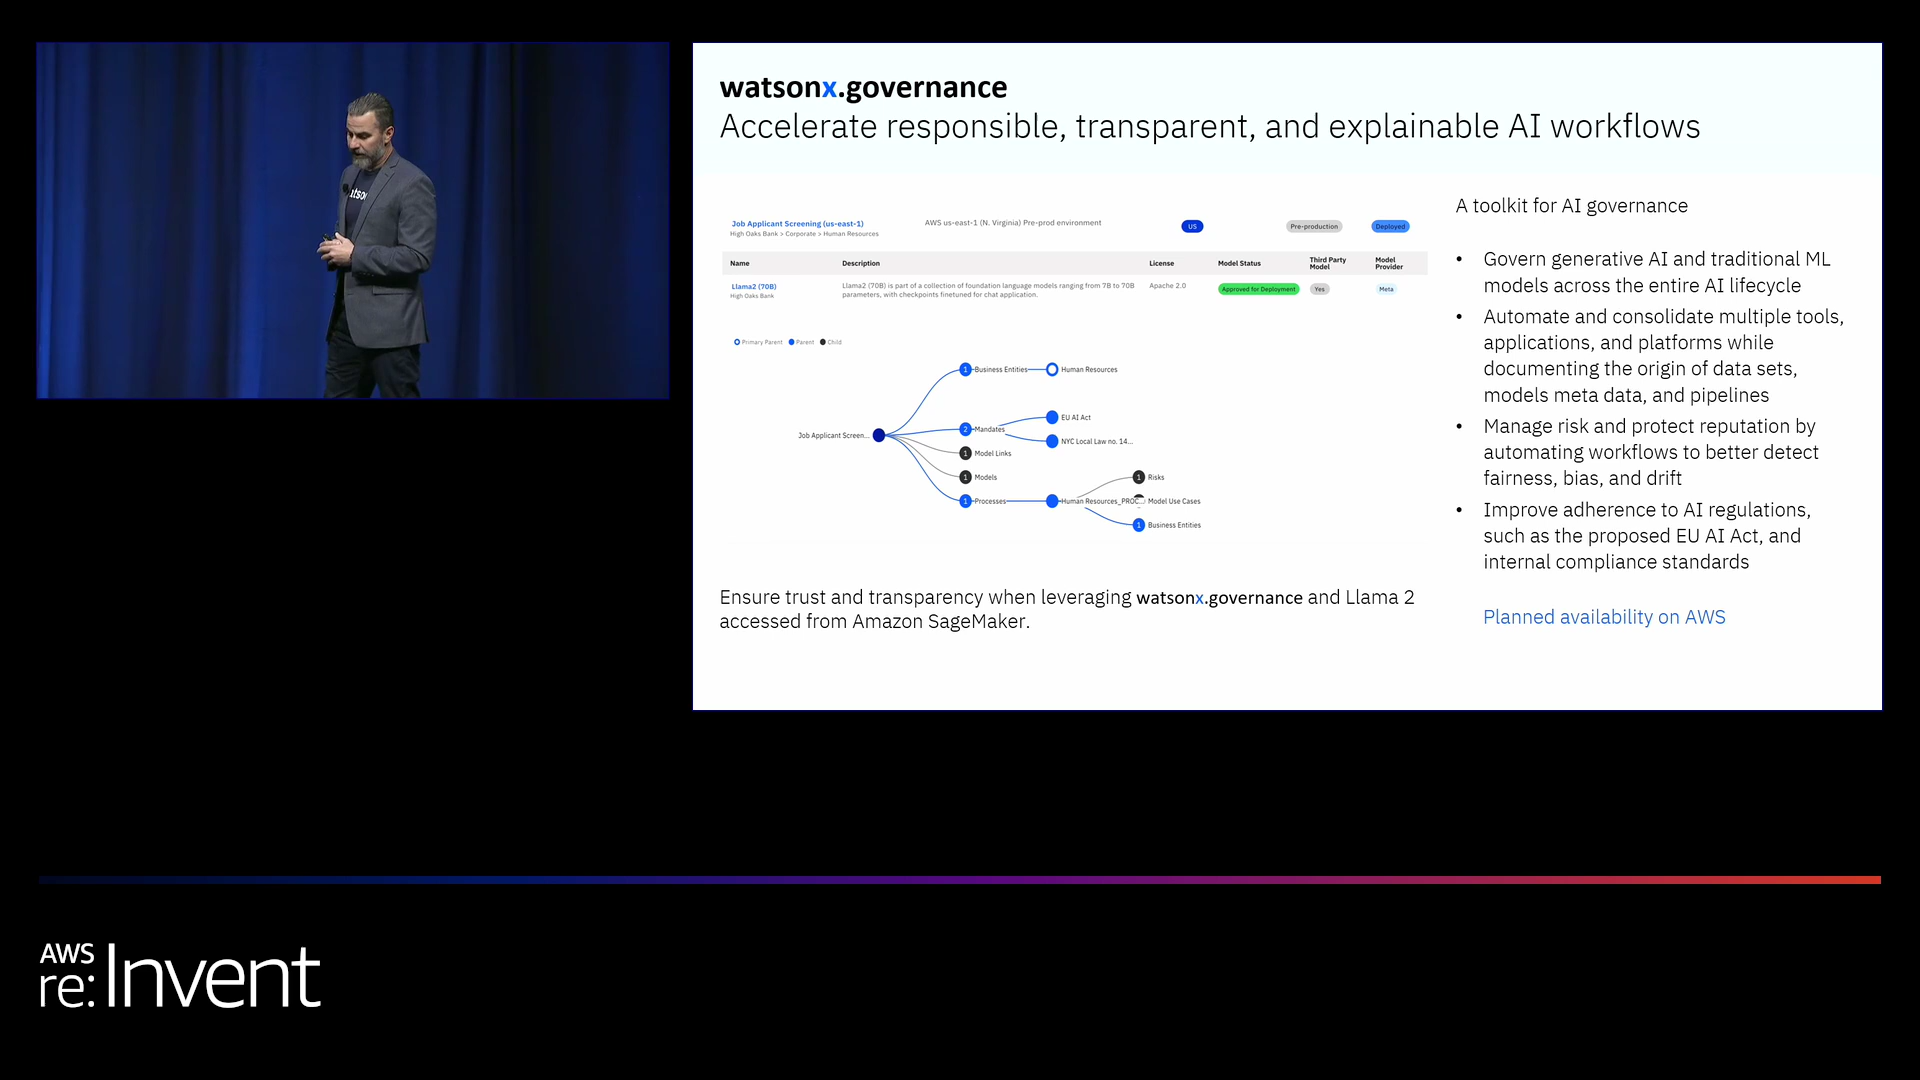 watsonx.governance
Accelerate responsible, transparent, and explainable AI workflows
Job Applicant Screening (us-east-1)
High Oaks Bank > Corporate > Human Resources
AWS us-east-1 (N. Virginia) Pre-prod environment
US
Pre-production
Deployed
Name
Description
License
Model Status
Third Party
Model
Model
Provider
Llama2 (70B)
High Oaks Bank
Llama2 (70B) is part of a collection of foundation language models ranging from 7B to 70B
parameters, with checkpoints finetuned for chat application.
Apache 2.0
Approved for Deployment
Yes
Meta
Primary Parent
Parent
Child
1 Business Entities
Human Resources
Job Applicant Screen...
2 Mandates
EU AI Act
NYC Local Law no. 14...
1 Model Links
1 Models
1 Processes
Human Resources_PROC...
1 Risks
Model Use Cases
1 Business Entities
Ensure trust and transparency when leveraging watsonx.governance and Llama 2
accessed from Amazon SageMaker.
A toolkit for AI governance
• Govern generative AI and traditional ML
models across the entire AI lifecycle
• Automate and consolidate multiple tools,
applications, and platforms while
documenting the origin of data sets,
models meta data, and pipelines
• Manage risk and protect reputation by
automating workflows to better detect
fairness, bias, and drift
• Improve adherence to AI regulations,
such as the proposed EU AI Act, and
internal compliance standards
Planned availability on AWS
AWS
re:Invent